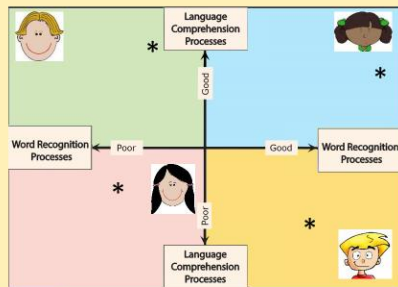 Language
Comprehension
Processes
Good
Word Recognition
Processes
Poor
Good
Word Recognition
Processes
Poor
Language
Comprehension
Processes